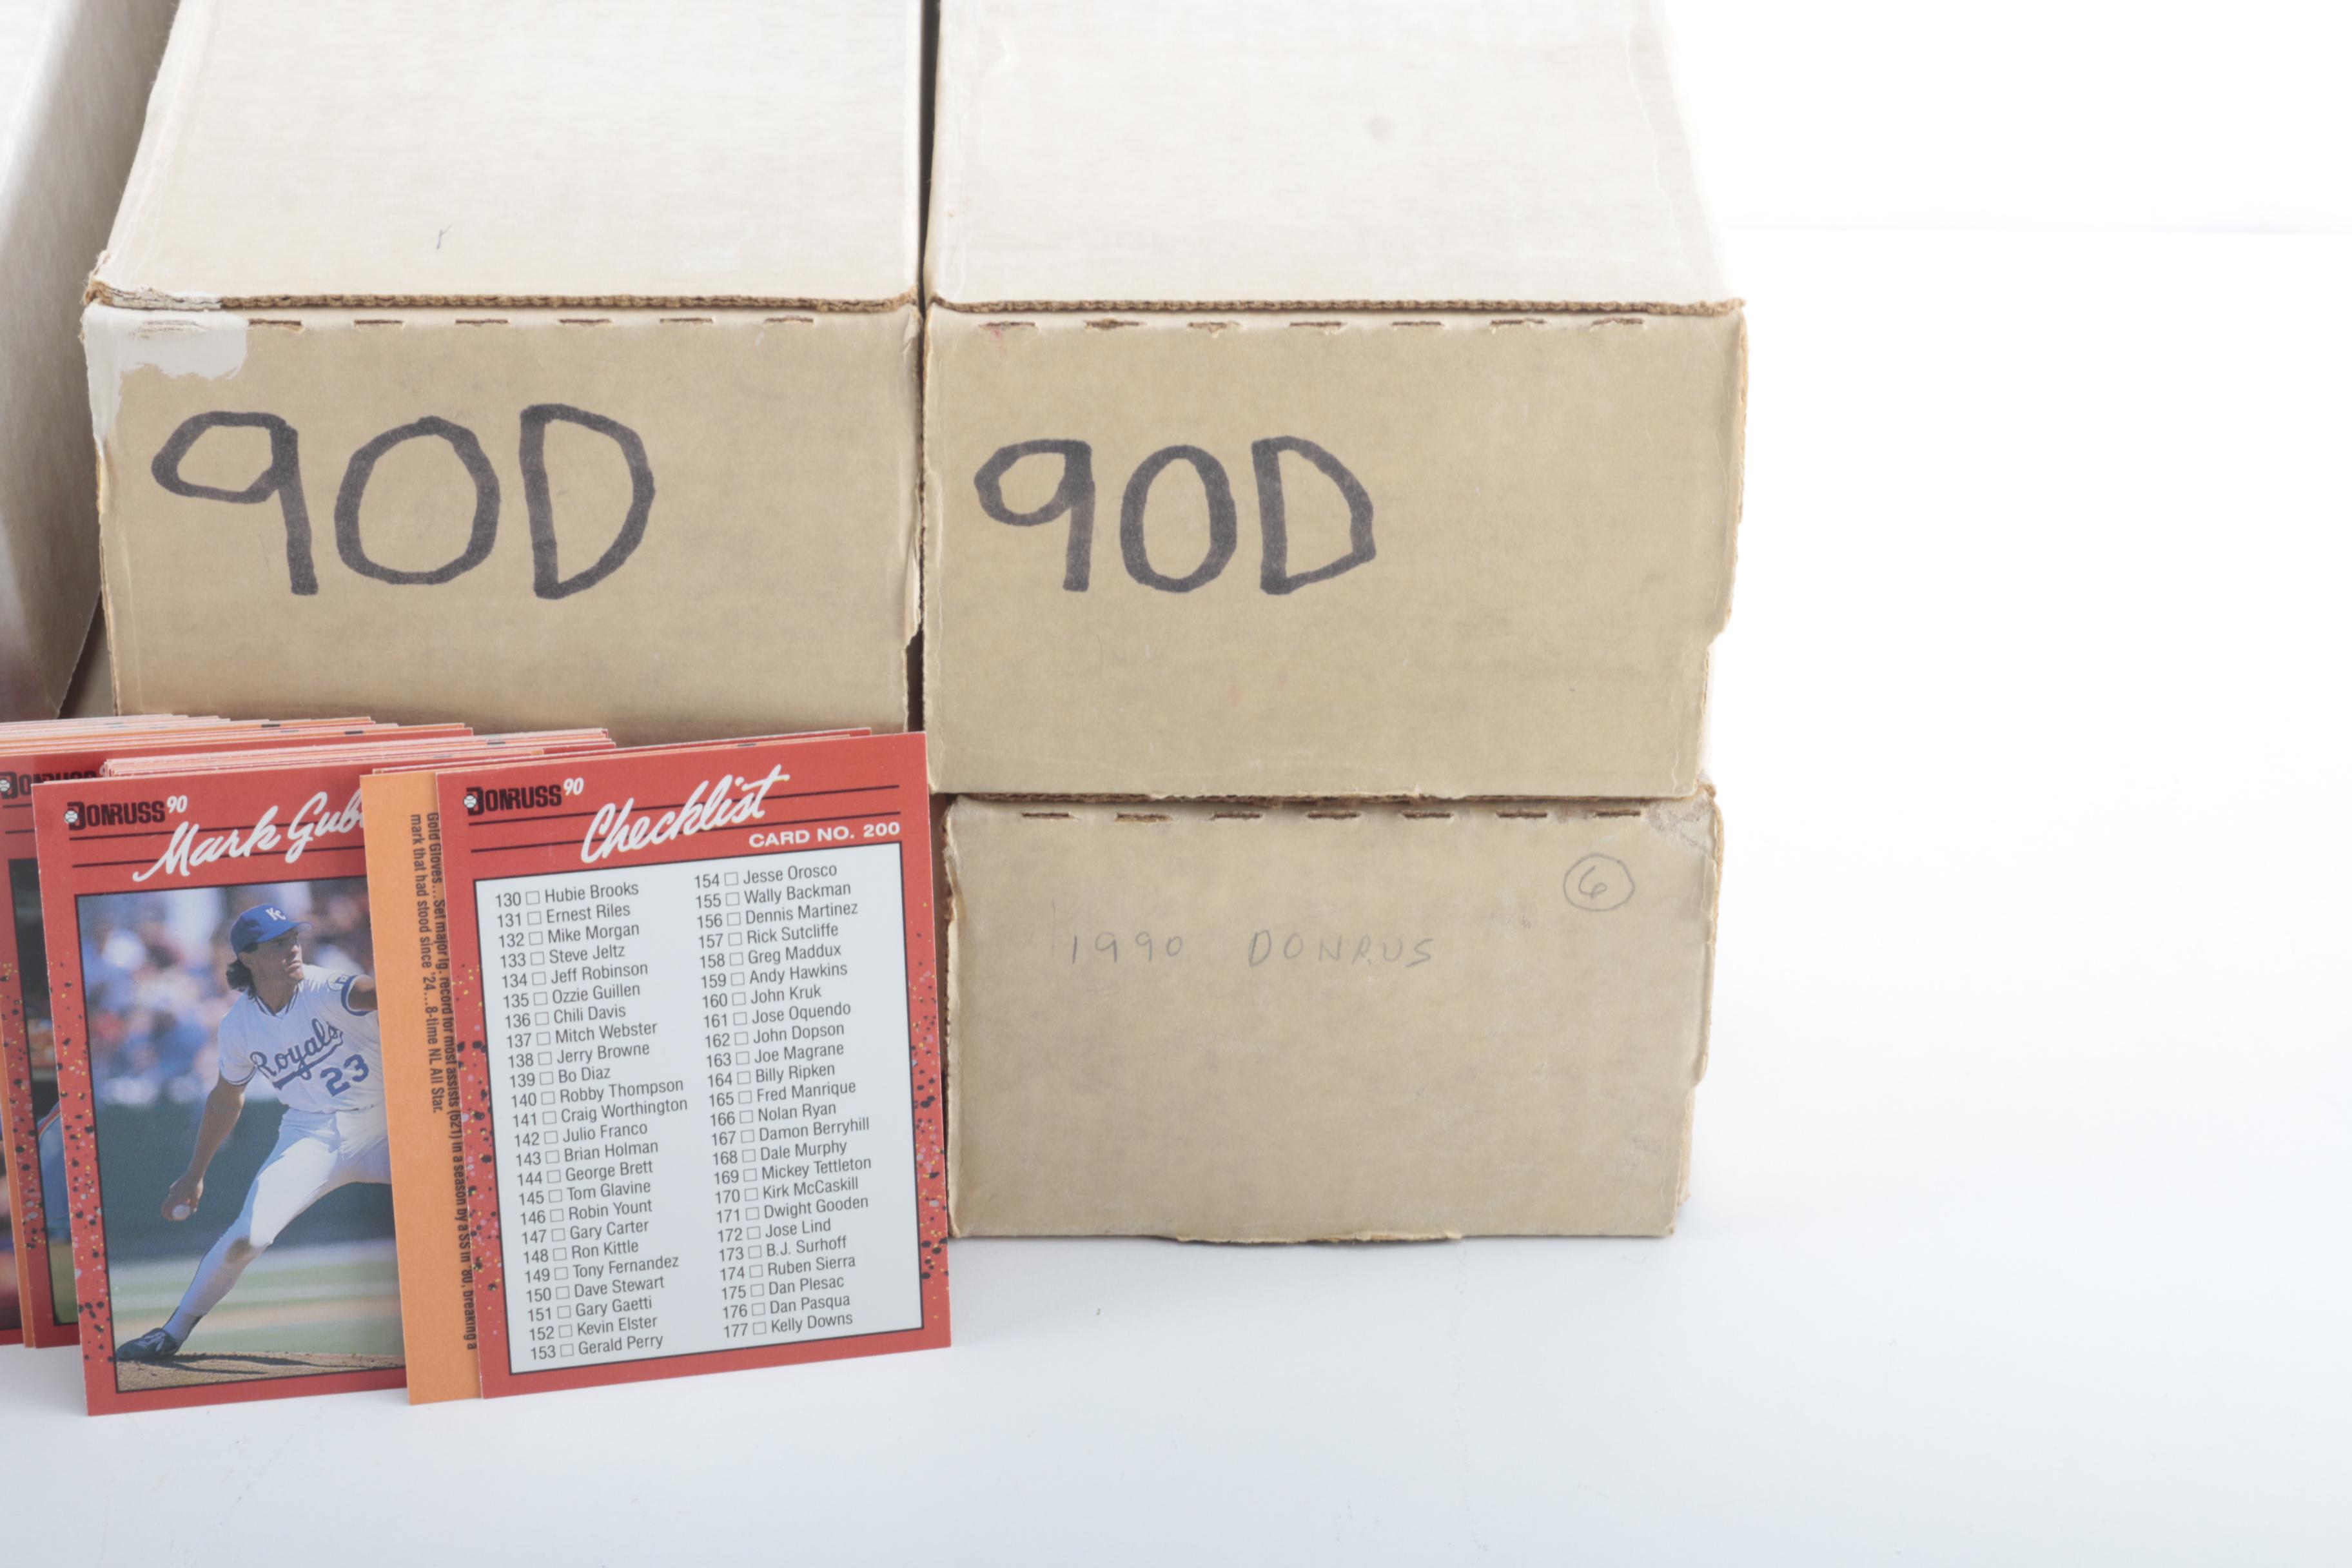 90D
90D
1990 DONRUS
6
DONRUSS 90
Mark
Royals
23
KC
Gold Gloves...Set major lg. record for most assists (621) in a season by a SS in '80, breaking a
mark that had stood since '24...8-time NL All Star.
DONRUSS 90
Checklist
CARD NO. 200
130 Hubie Brooks
131 Ernest Riles
132 Mike Morgan
133 Steve Jeltz
134 Jeff Robinson
135 Ozzie Guillen
136 Chili Davis
137 Mitch Webster
138 Jerry Browne
139 Bo Diaz
140 Robby Thompson
141 Craig Worthington
142 Julio Franco
143 Brian Holman
144 George Brett
145 Tom Glavine
146 Robin Yount
147 Gary Carter
148 Ron Kittle
149 Tony Fernandez
150 Dave Stewart
151 Gary Gaetti
152 Kevin Elster
153 Gerald Perry
154 Jesse Orosco
155 Wally Backman
156 Dennis Martinez
157 Rick Sutcliffe
158 Greg Maddux
159 Andy Hawkins
160 John Kruk
161 Jose Oquendo
162 John Dopson
163 Joe Magrane
164 Billy Ripken
165 Fred Manrique
166 Nolan Ryan
167 Damon Berryhill
168 Dale Murphy
169 Mickey Tettleton
170 Kirk McCaskill
171 Dwight Gooden
172 Jose Lind
173 B.J. Surhoff
174 Ruben Sierra
175 Dan Plesac
176 Dan Pasqua
177 Kelly Downs